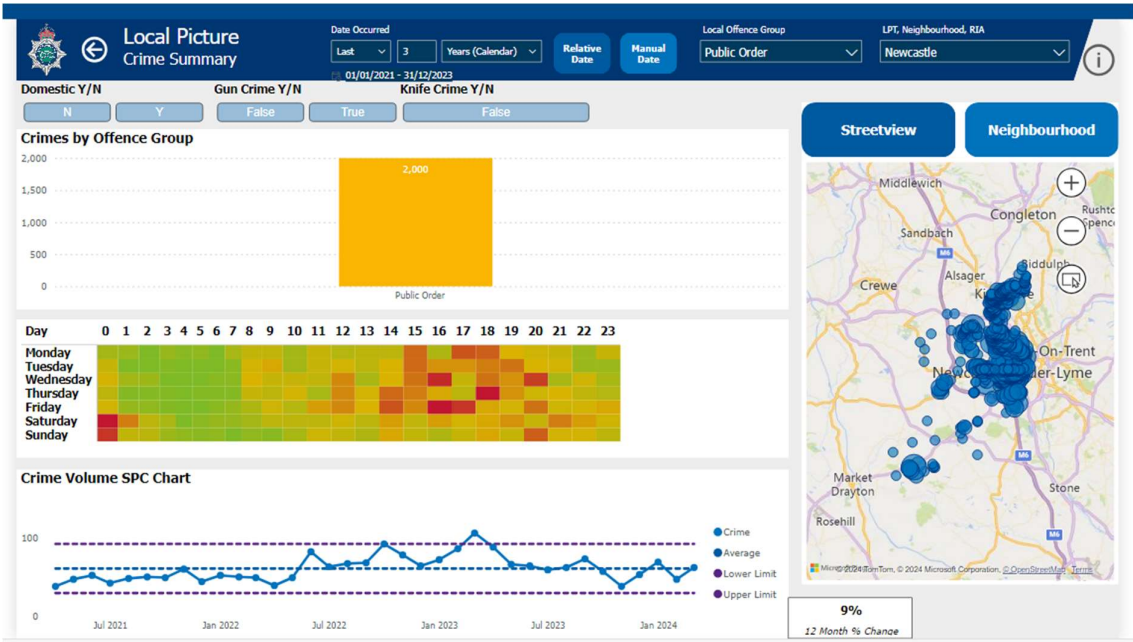 Local Picture
Crime Summary
Date Occurred
Last 3 Years (Calendar)
01/01/2021 - 31/12/2023
Relative
Date
Manual
Date
Local Offence Group
Public Order
LPT, Neighbourhood, RIA
Newcastle
Domestic Y/N Gun Crime Y/N Knife Crime Y/N
N Y False True False
Crimes by Offence Group
2,000
1,500
1,000
500
0
2,000
Public Order
Day 0 1 2 3 4 5 6 7 8 9 10 11 12 13 14 15 16 17 18 19 20 21 22 23
Monday
Tuesday
Wednesday
Thursday
Friday
Saturday
Sunday
Crime Volume SPC Chart
100
0
Jul 2021 Jan 2022 Jul 2022 Jan 2023 Jul 2023 Jan 2024
Crime
Average
Lower Limit
Upper Limit
Streetview Neighbourhood
Middlewich
Congleton
Sandbach
M6
Alsager
Crewe
-On-Trent
M6
Market
Drayton
Stone
Rosehill
M6
© 2024 TomTom, © 2024 Microsoft Corporation, © OpenStreetMap Terms
9%
12 Month % Change